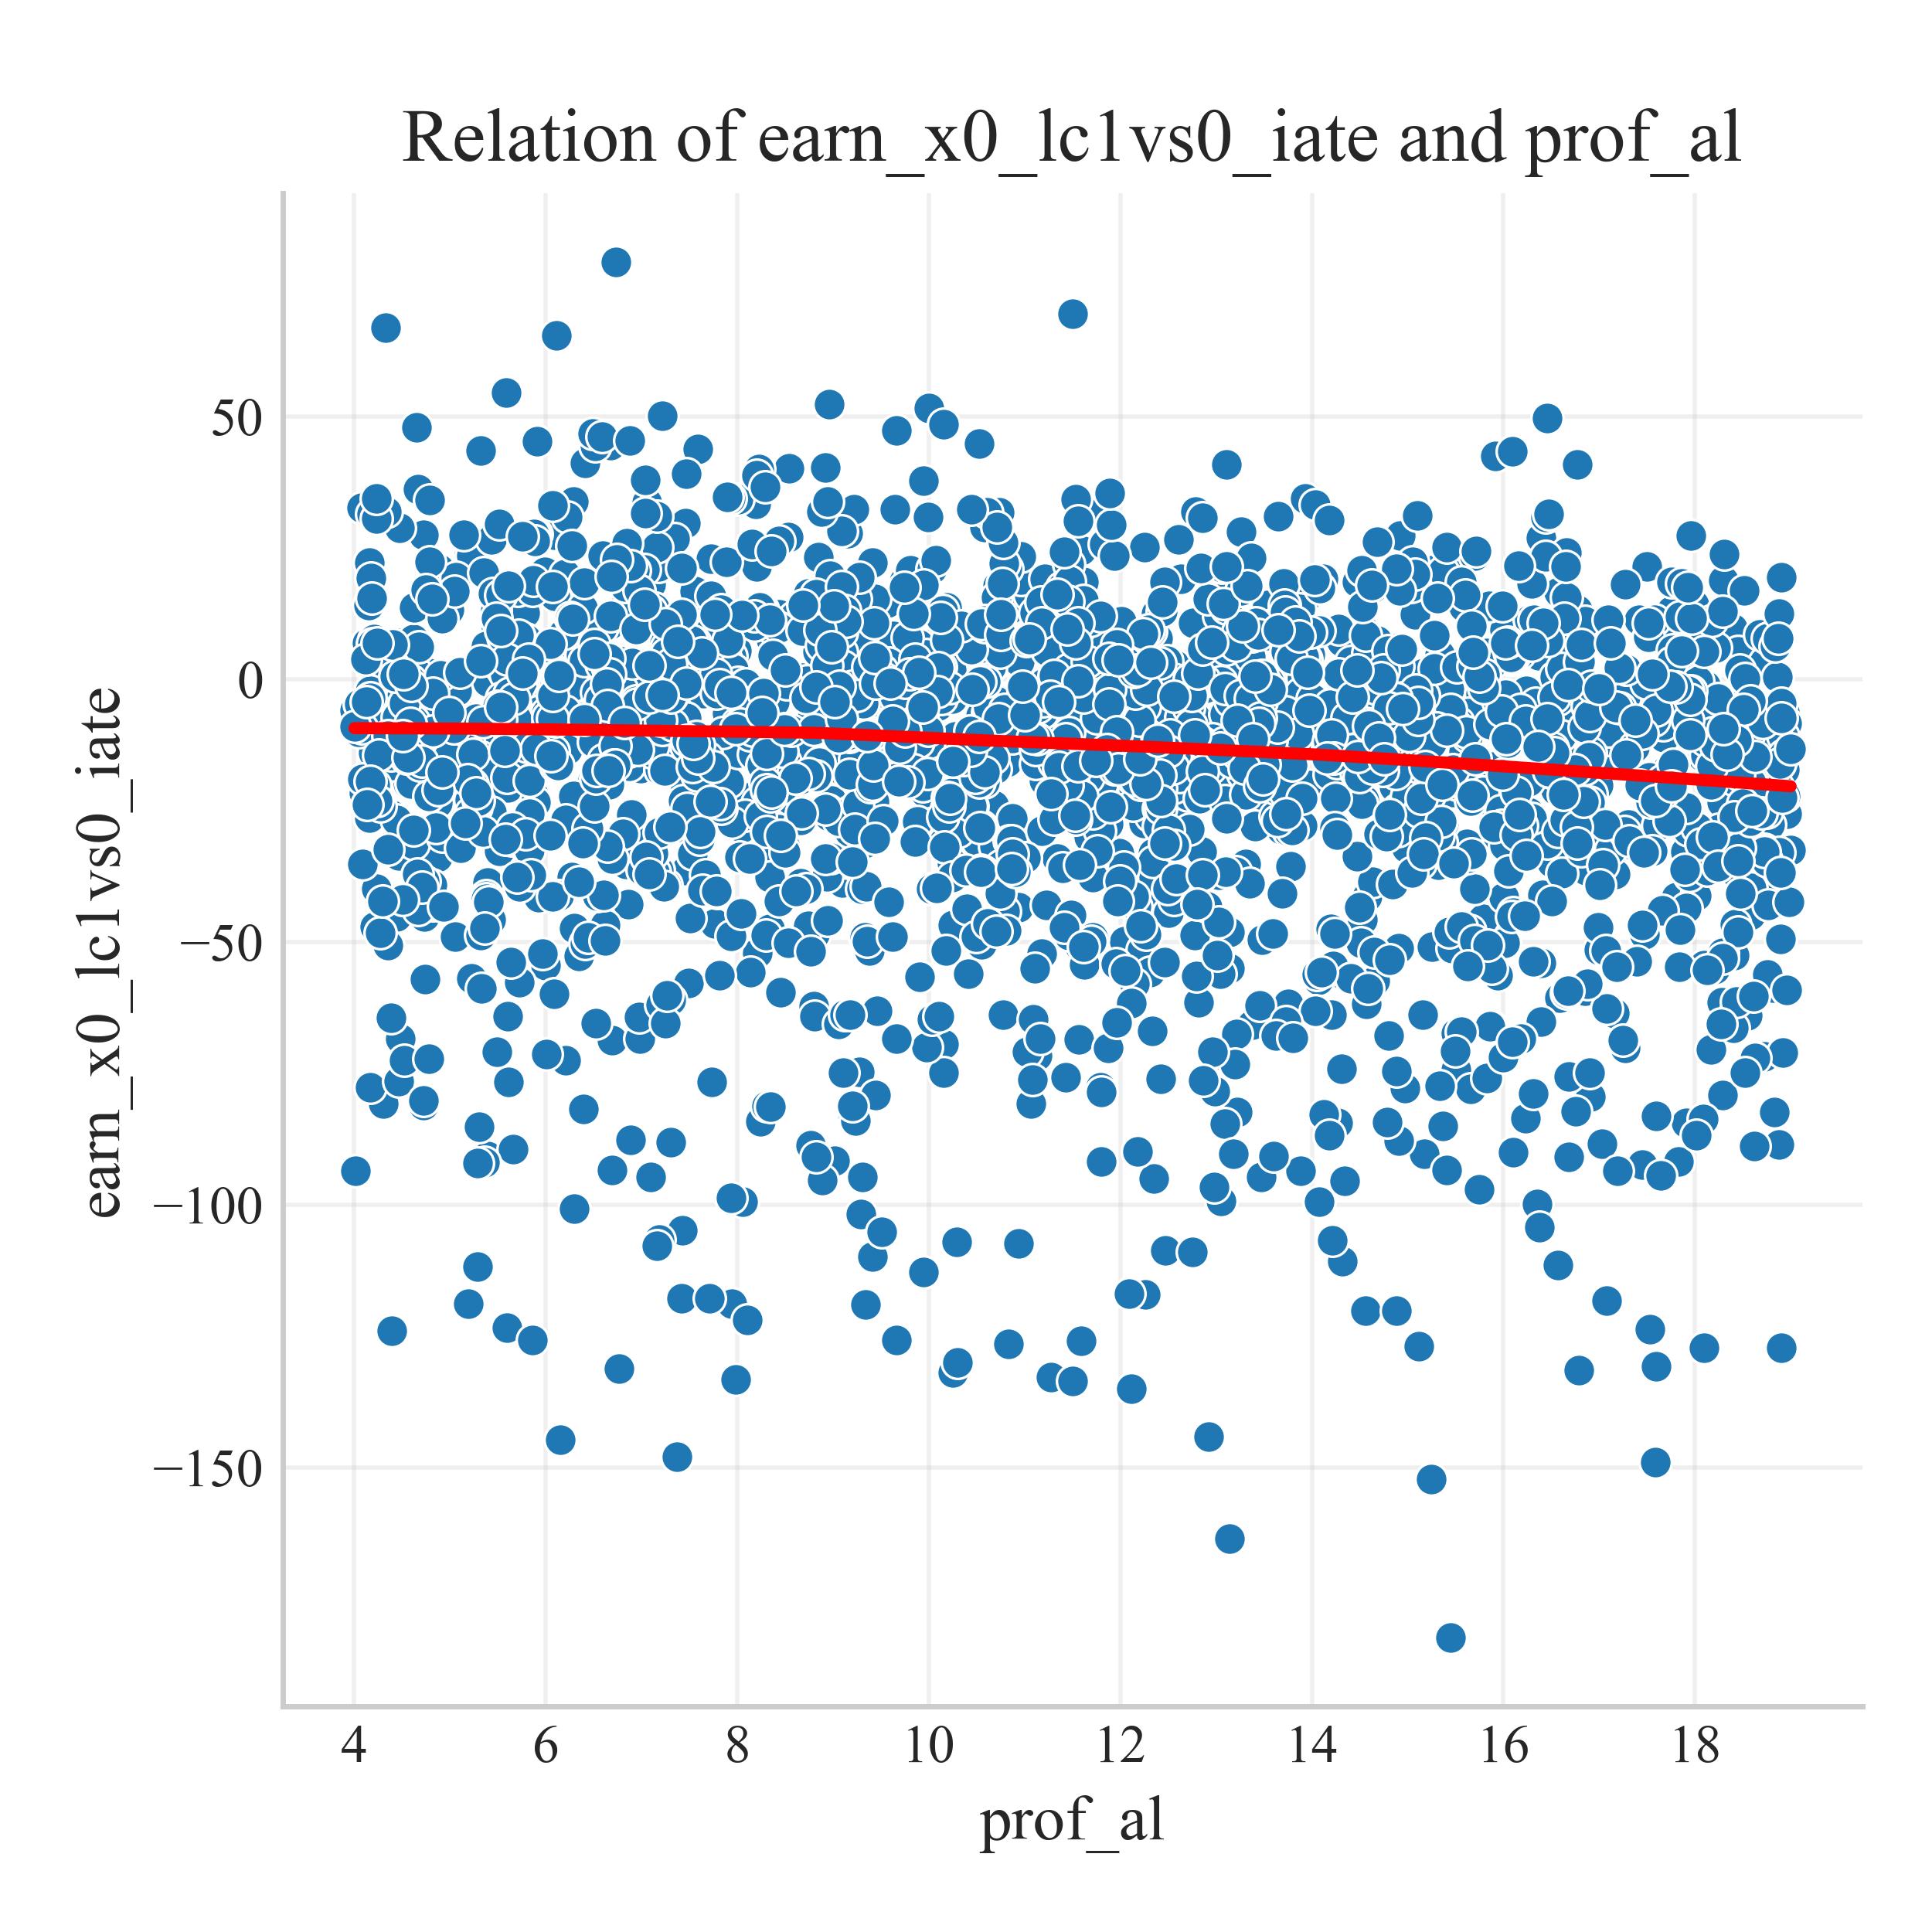 Relation of earn_x0_lc1vs0_iate and prof_al
earn_x0_lc1vs0_iate
50
0
−50
−100
−150
4 6 8 10 12 14 16 18
prof_al